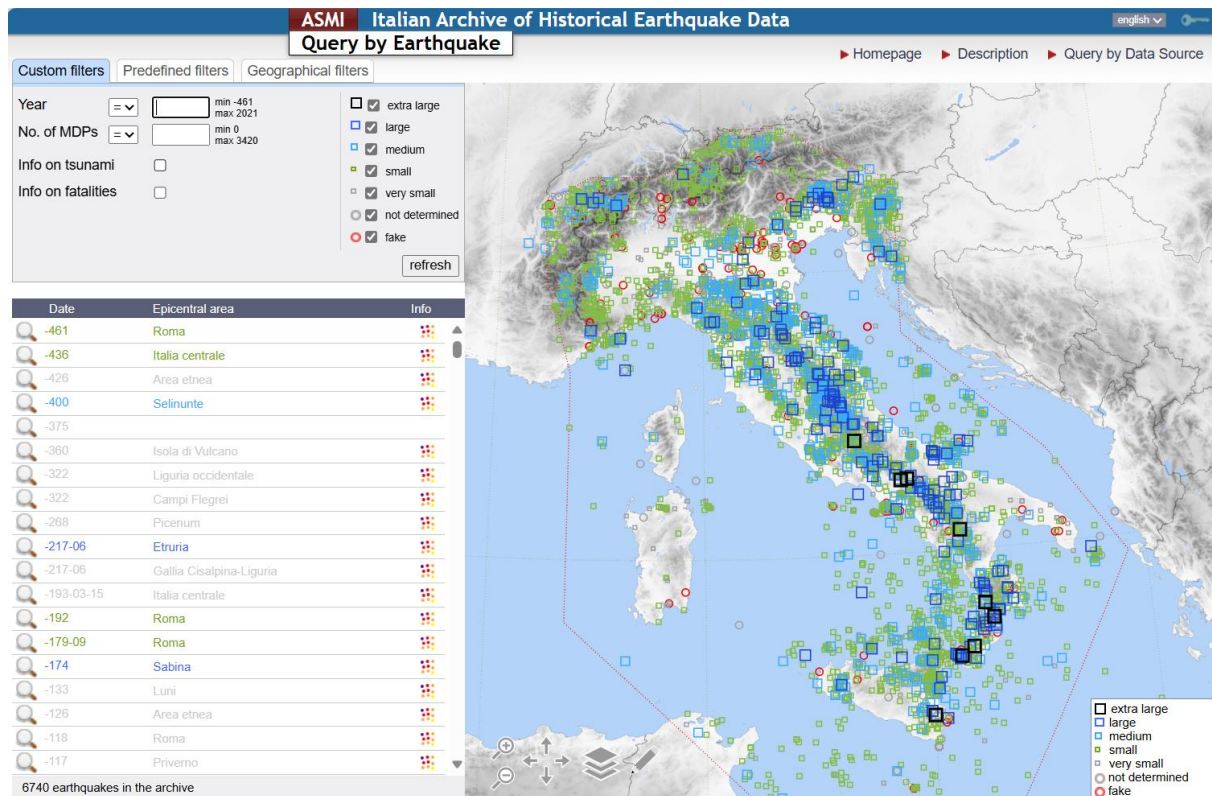 ASMI Italian Archive of Historical Earthquake Data
english
Query by Earthquake
Homepage Description Query by Data Source
Custom filters Predefined filters Geographical filters
Year = min -461
max 2021
No. of MDPs = min 0
max 3420
Info on tsunami
Info on fatalities
extra large
large
medium
small
very small
not determined
fake
refresh
Date Epicentral area Info
-461 Roma
-436 Italia centrale
-426 Area etnea
-400 Selinunte
-375
-360 Isola di Vulcano
-322 Liguria occidentale
-322 Campi Flegrei
-268 Picenum
-217-06 Etruria
-217-06 Gallia Cisalpina-Liguria
-193-03-15 Italia centrale
-192 Roma
-179-09 Roma
-174 Sabina
-133 Luni
-126 Area etnea
-118 Roma
-117 Priverno
6740 earthquakes in the archive
extra large
large
medium
small
very small
not determined
fake